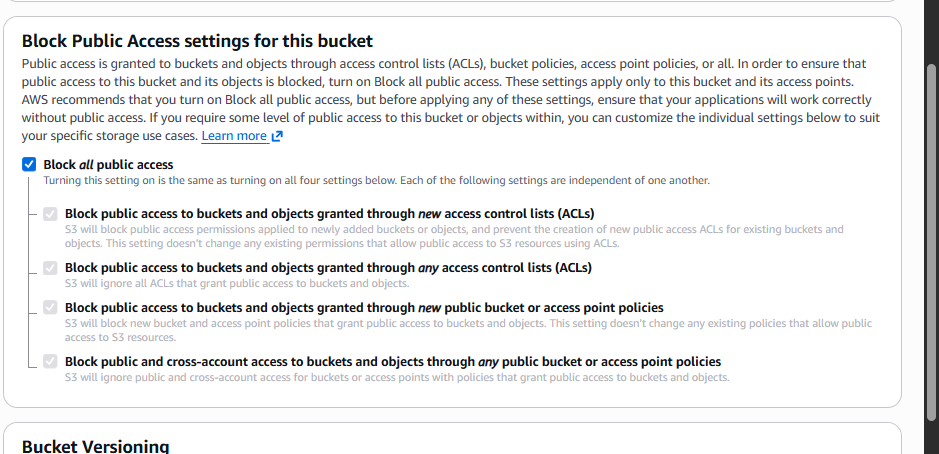 Block Public Access settings for this bucket
Public access is granted to buckets and objects through access control lists (ACLs), bucket policies, access point policies, or all. In order to ensure that
public access to this bucket and its objects is blocked, turn on Block all public access. These settings apply only to this bucket and its access points.
AWS recommends that you turn on Block all public access, but before applying any of these settings, ensure that your applications will work correctly
without public access. If you require some level of public access to this bucket or objects within, you can customize the individual settings below to suit
your specific storage use cases. Learn more
Block all public access
Turning this setting on is the same as turning on all four settings below. Each of the following settings are independent of one another.
Block public access to buckets and objects granted through new access control lists (ACLs)
S3 will block public access permissions applied to newly added buckets or objects, and prevent the creation of new public access ACLs for existing buckets and
objects. This setting doesn't change any existing permissions that allow public access to S3 resources using ACLs.
Block public access to buckets and objects granted through any access control lists (ACLs)
S3 will ignore all ACLs that grant public access to buckets and objects.
Block public access to buckets and objects granted through new public bucket or access point policies
S3 will block new bucket and access point policies that grant public access to buckets and objects. This setting doesn't change any existing policies that allow public
access to S3 resources.
Block public and cross-account access to buckets and objects through any public bucket or access point policies
S3 will ignore public and cross-account access for buckets or access points with policies that grant public access to buckets and objects.
Bucket Versioning